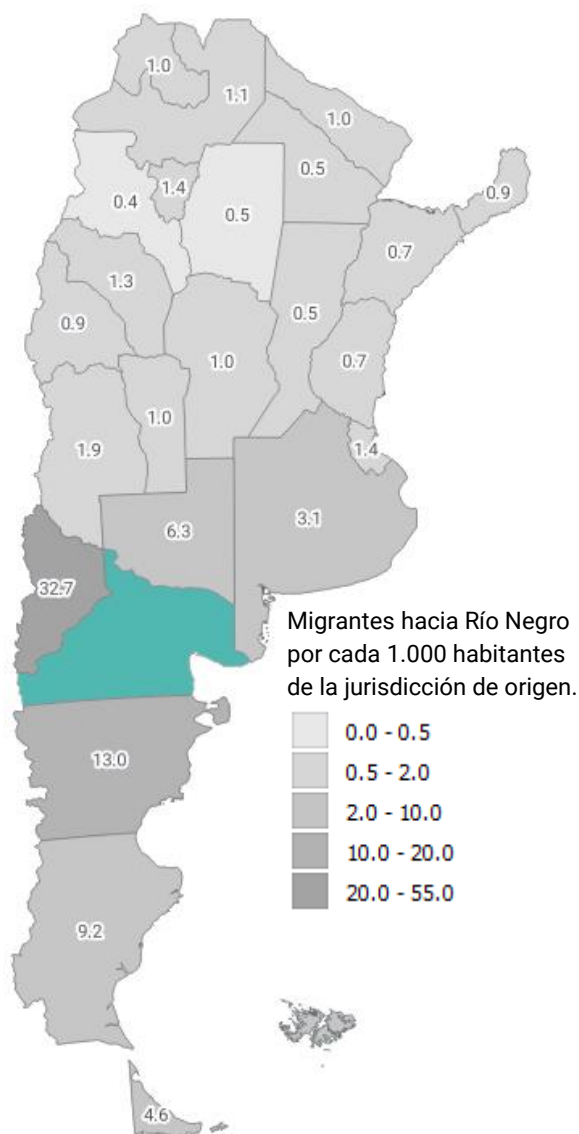 1.0
1.1
1.0
0.5
0.9
0.4
1.4
0.5
0.7
1.3
0.5
0.9
0.7
1.0
1.0
1.9
1.4
3.1
6.3
32.7
Migrantes hacia Río Negro
por cada 1.000 habitantes
de la jurisdicción de origen.
0.0 - 0.5
0.5 - 2.0
13.0
2.0 - 10.0
10.0 - 20.0
20.0 - 55.0
9.2
4.6